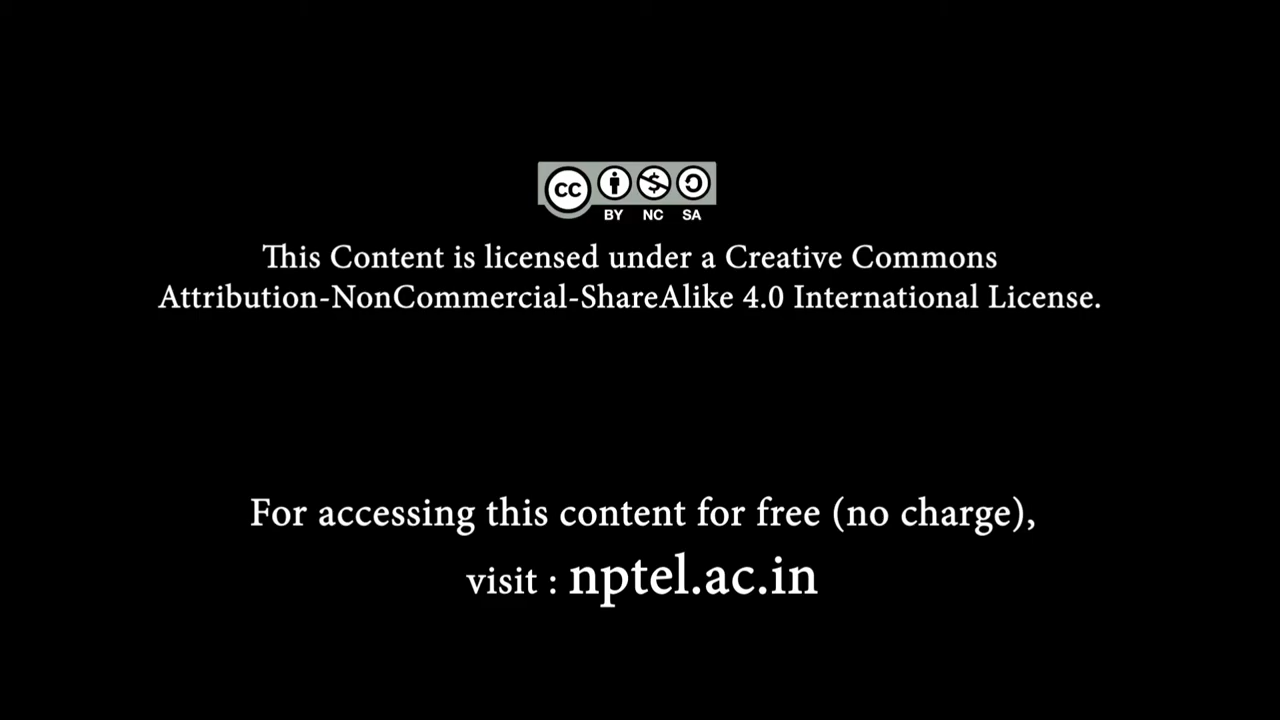 cc
BY NC SA
This Content is licensed under a Creative Commons
Attribution-NonCommercial-ShareAlike 4.0 International License.
For accessing this content for free (no charge),
visit : nptel.ac.in